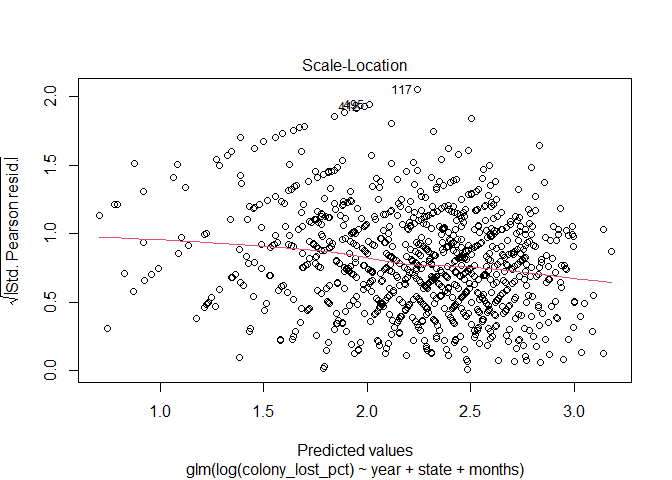 Scale-Location
117
495
2.0
1.5
1.0
0.5
0.0
√|Std. Pearson resid.|
1.0 1.5 2.0 2.5 3.0
Predicted values
glm(log(colony_lost_pct) ~ year + state + months)